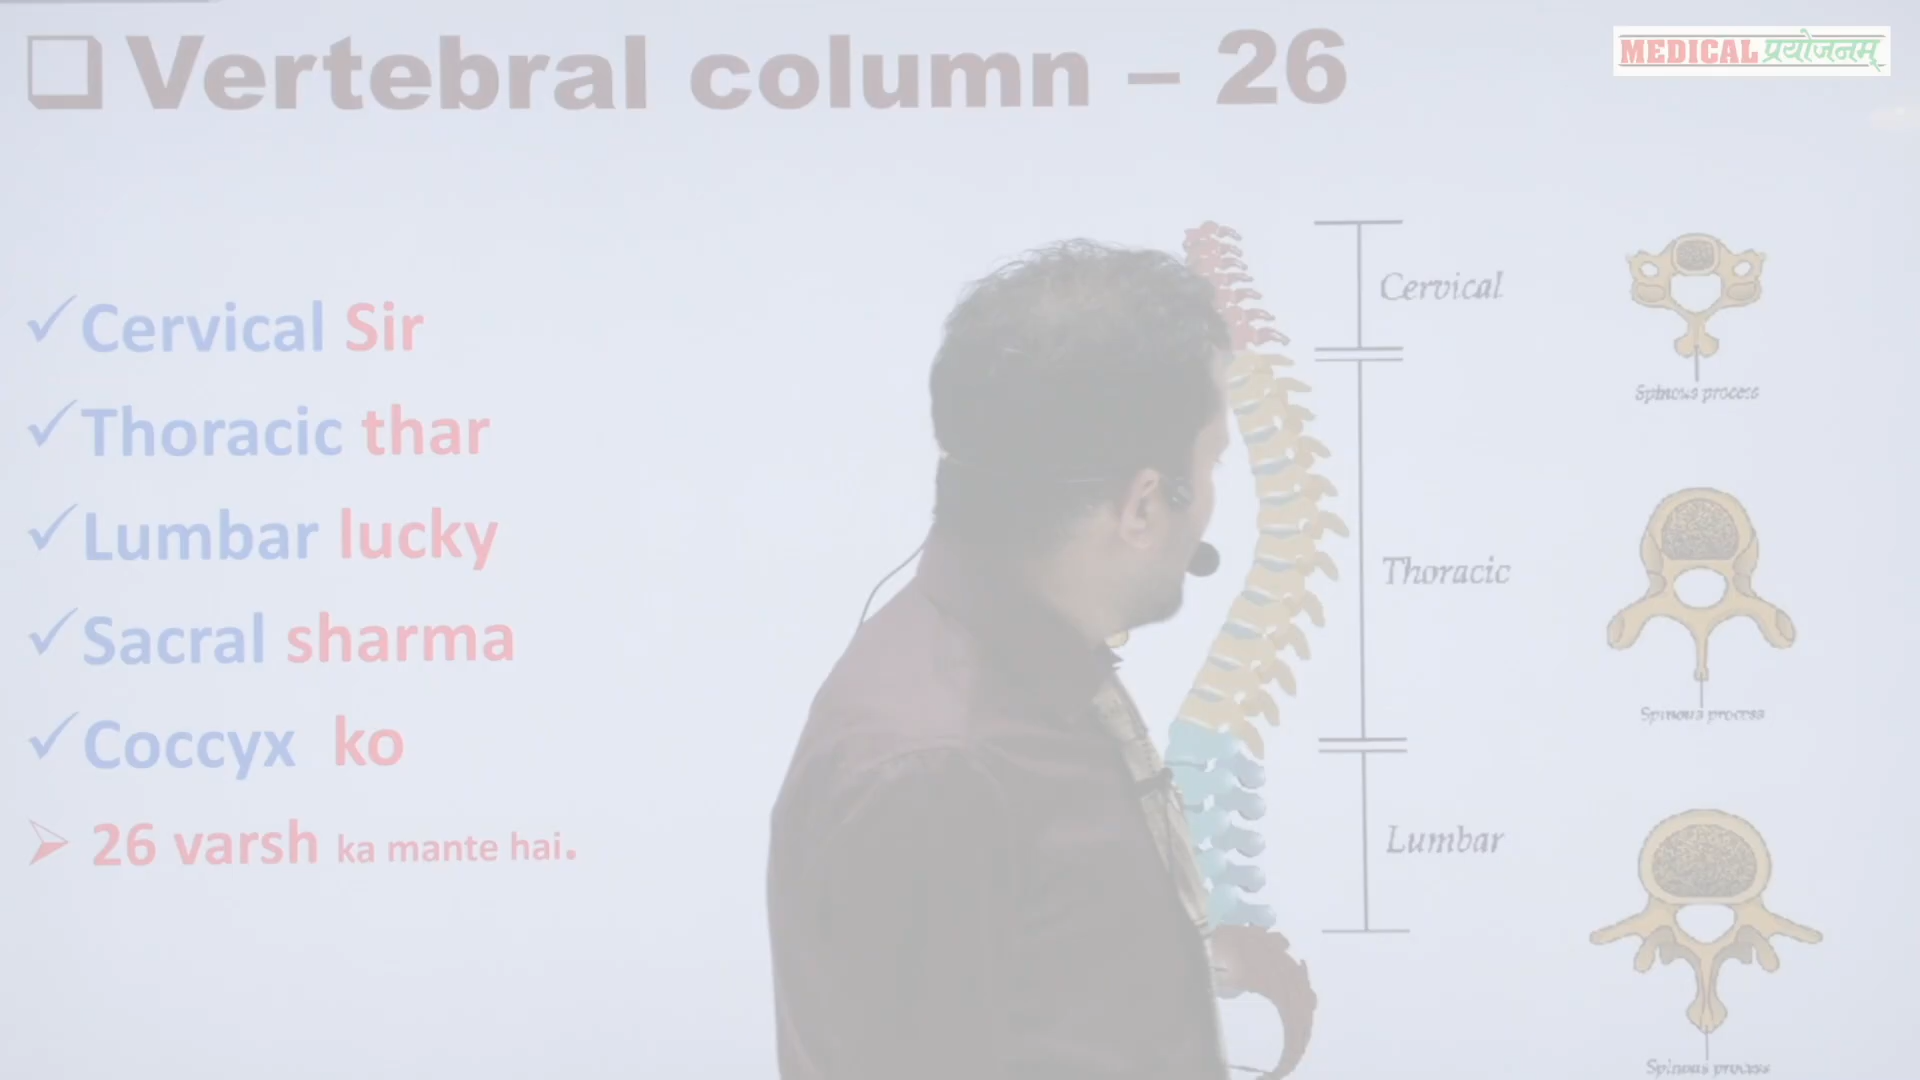 Vertebral column – 26
MEDICAL प्रयोजनम्
Cervical Sir
Thoracic thar
Lumbar lucky
Sacral sharma
Coccyx ko
26 varsh ka mante hai.
Cervical
Thoracic
Lumbar
Spinous process
Spinous process
Spinous process